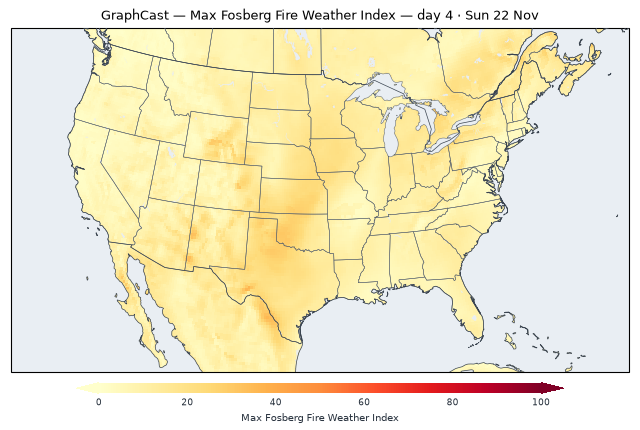 GraphCast — Max Fosberg Fire Weather Index — day 4 · Sun 22 Nov
0 20 40 60 80 100
Max Fosberg Fire Weather Index